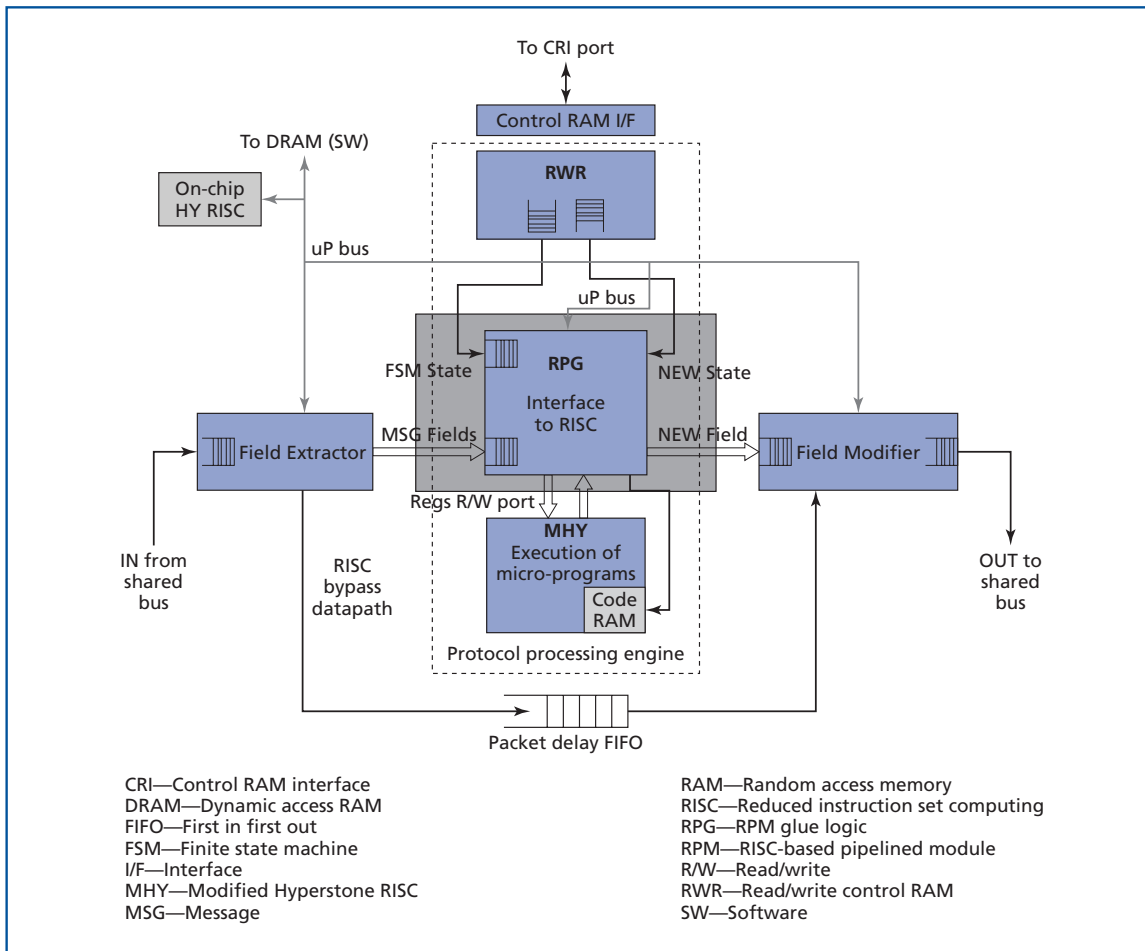 To CRI port
Control RAM I/F
To DRAM (SW)
RWR
On-chip
HY RISC
uP bus
uP bus
RPG
FSM State
NEW State
Interface
to RISC
MSG Fields
NEW Field
Field Extractor
Field Modifier
Regs R/W port
MHY
Execution of
micro-programs
Code
RAM
IN from
shared
bus
RISC
bypass
datapath
OUT to
shared
bus
Protocol processing engine
Packet delay FIFO
CRI—Control RAM interface
DRAM—Dynamic access RAM
FIFO—First in first out
FSM—Finite state machine
I/F—Interface
MHY—Modified Hyperstone RISC
MSG—Message
RAM—Random access memory
RISC—Reduced instruction set computing
RPG—RPM glue logic
RPM—RISC-based pipelined module
R/W—Read/write
RWR—Read/write control RAM
SW—Software